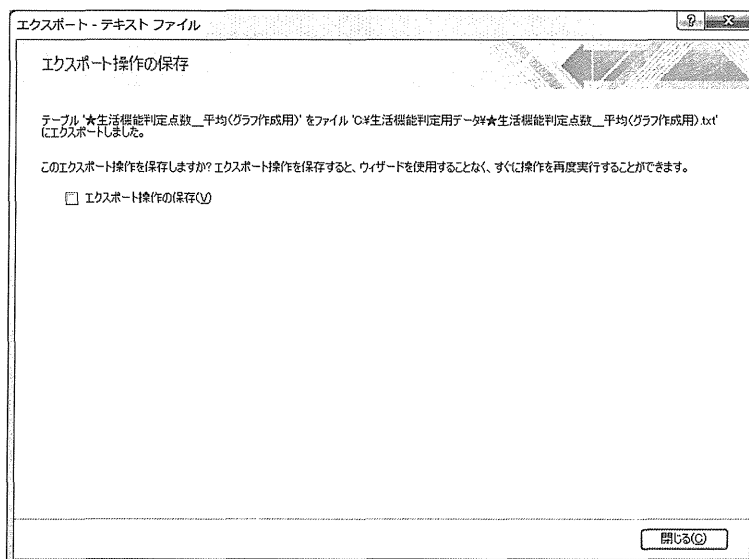 エクスポート - テキスト ファイル
エクスポート操作の保存
テーブル '★生活機能判定点数__平均(グラフ作成用)' をファイル 'C:¥生活機能判定用データ¥★生活機能判定点数__平均(グラフ作成用).txt'
にエクスポートしました。
このエクスポート操作を保存しますか? エクスポート操作を保存すると、ウィザードを使用することなく、すぐに操作を再度実行することができます。
エクスポート操作の保存(V)
閉じる(C)